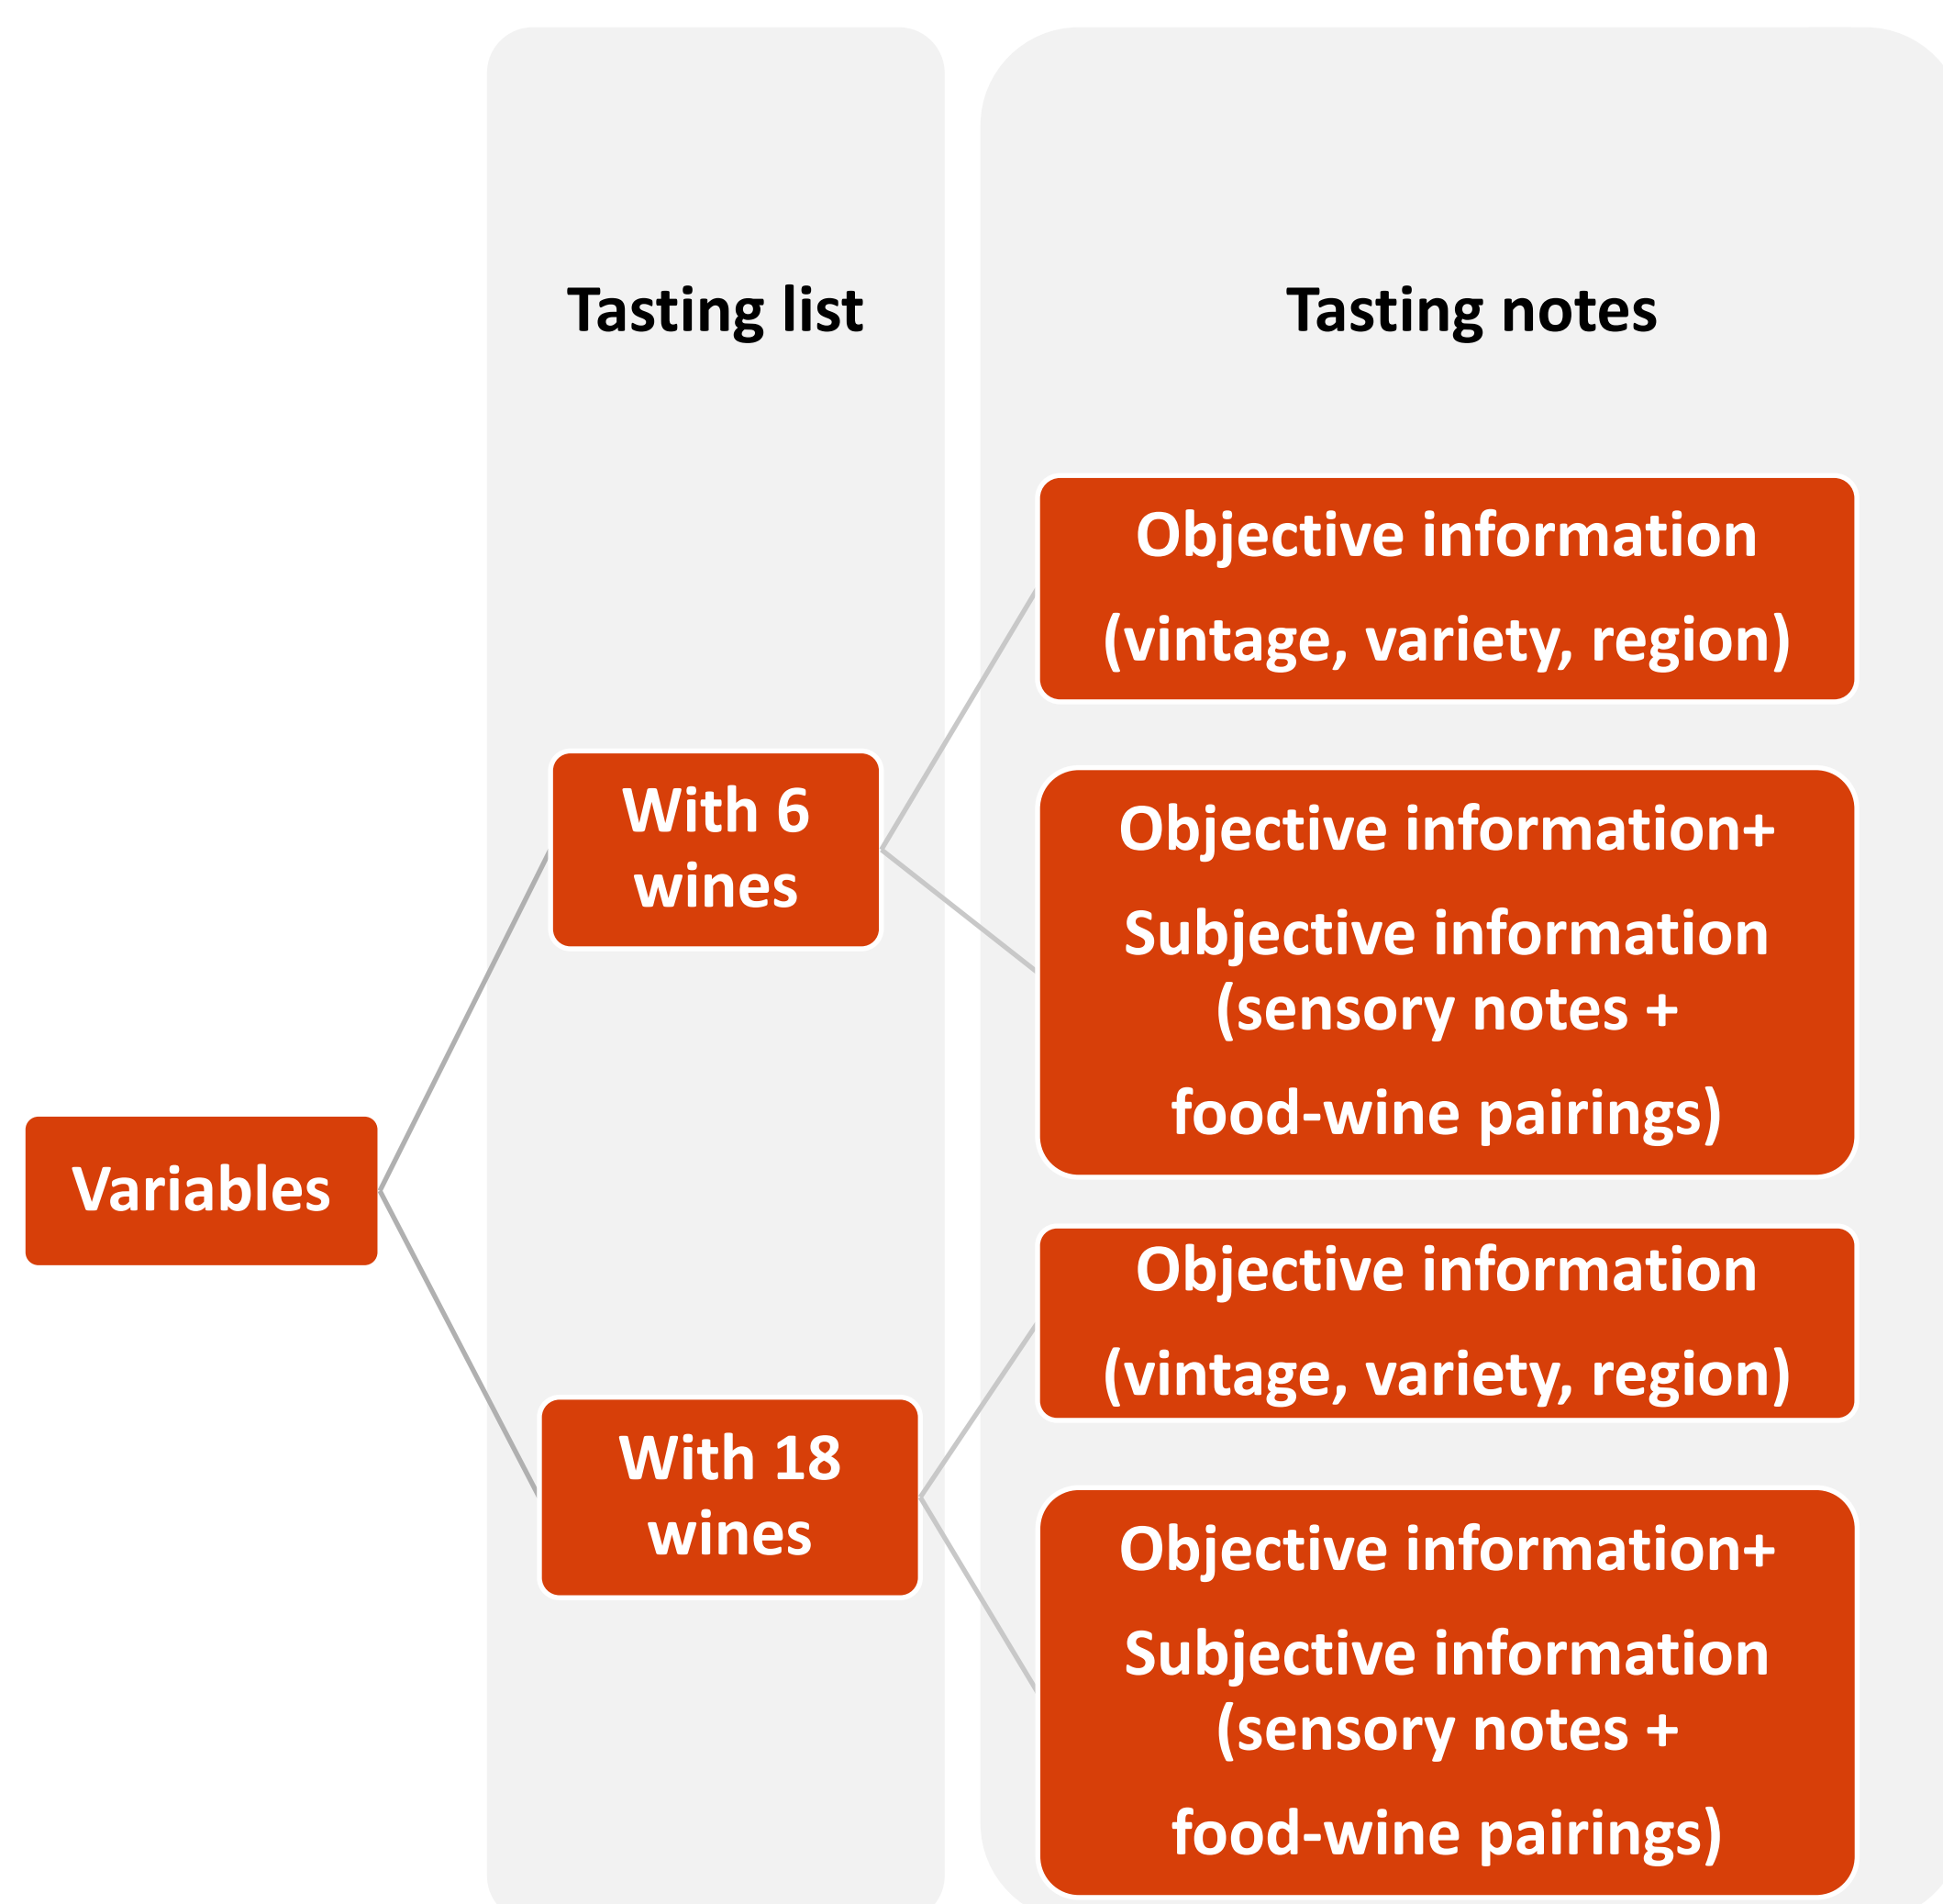 Tasting list
Tasting notes
Variables
With 6
wines
Objective information
(vintage, variety, region)
Objective information+
Subjective information
(sensory notes +
food-wine pairings)
With 18
wines
Objective information
(vintage, variety, region)
Objective information+
Subjective information
(sensory notes +
food-wine pairings)